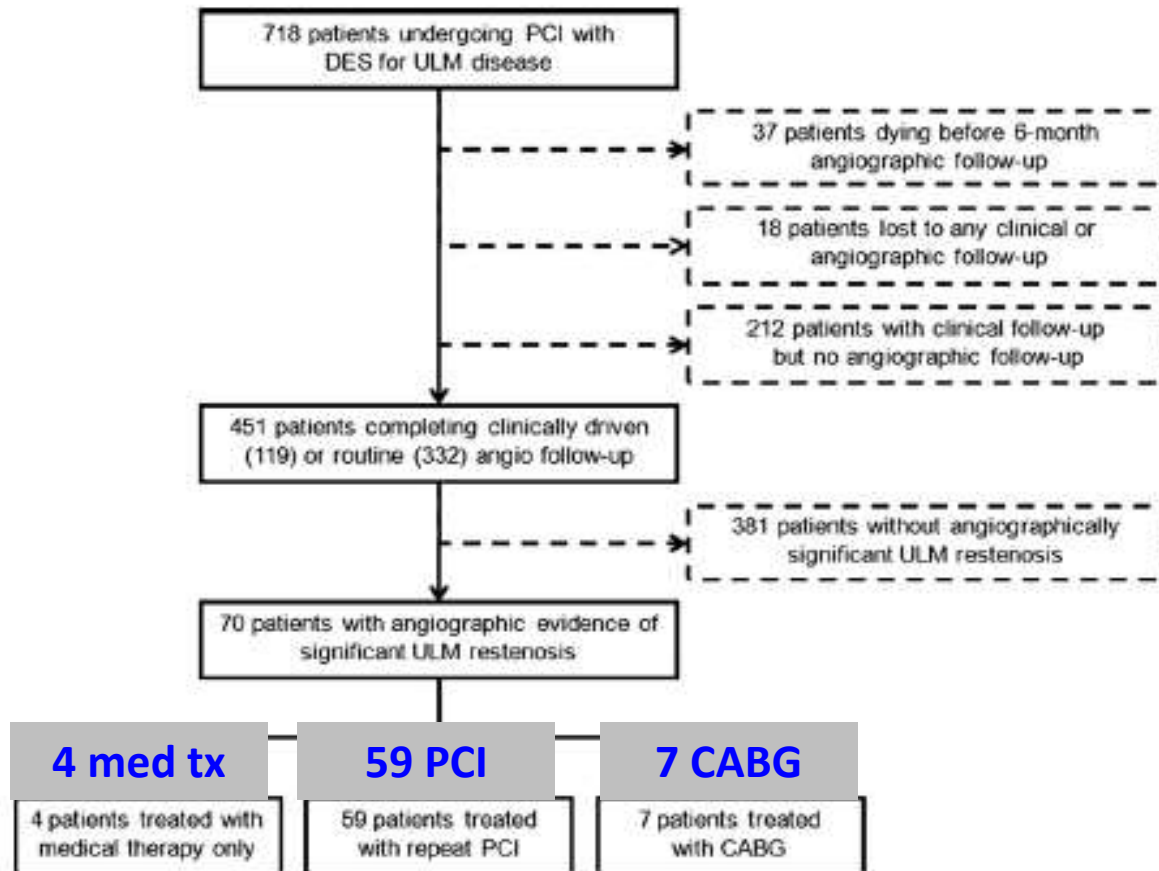 718 patients undergoing PCI with
DES for ULM disease
37 patients dying before 6-month
angiographic follow-up
18 patients lost to any clinical or
angiographic follow-up
212 patients with clinical follow-up
but no angiographic follow-up
451 patients completing clinically driven
(119) or routine (332) angio follow-up
381 patients without angiographically
significant ULM restenosis
70 patients with angiographic evidence of
significant ULM restenosis
4 med tx
59 PCI
7 CABG
4 patients treated with
medical therapy only
59 patients treated
with repeat PCI
7 patients treated
with CABG